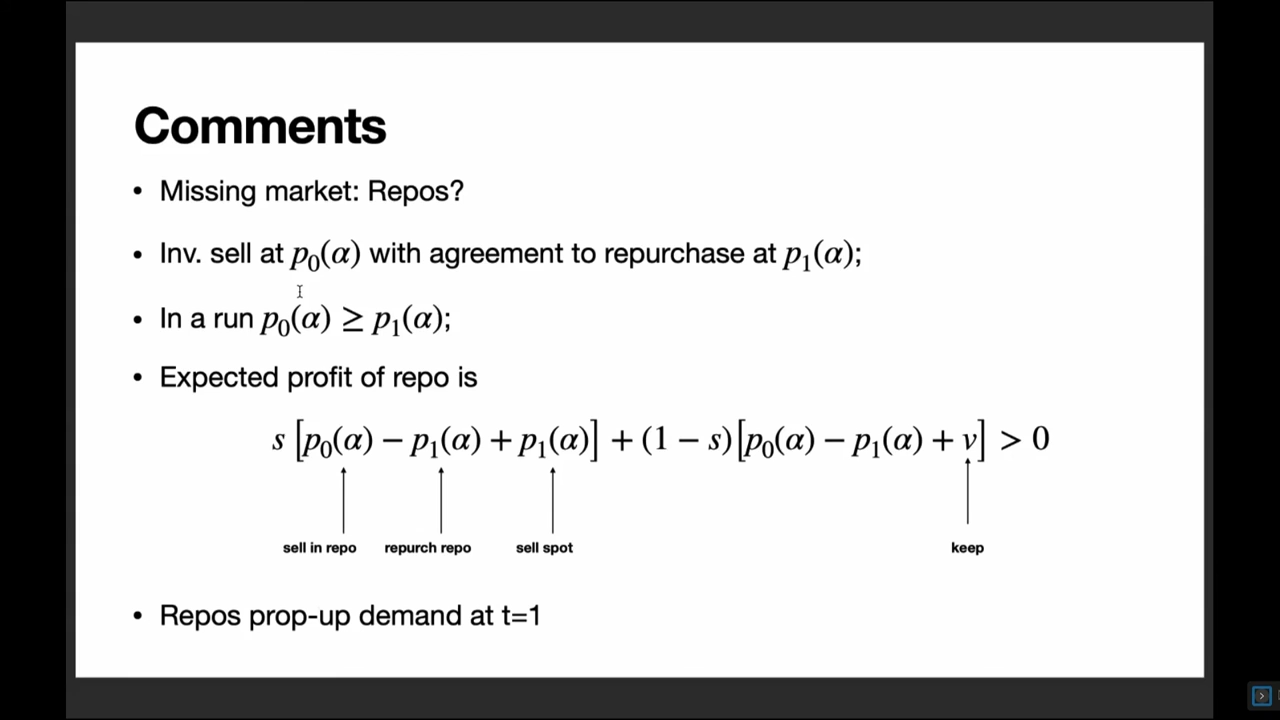 Comments
• Missing market: Repos?
• Inv. sell at p₀(α) with agreement to repurchase at p₁(α);
• In a run p₀(α) ≥ p₁(α);
• Expected profit of repo is
s [p₀(α) − p₁(α) + p₁(α)] + (1 − s)[p₀(α) − p₁(α) + v] > 0
sell in repo repurch repo sell spot keep
• Repos prop-up demand at t=1